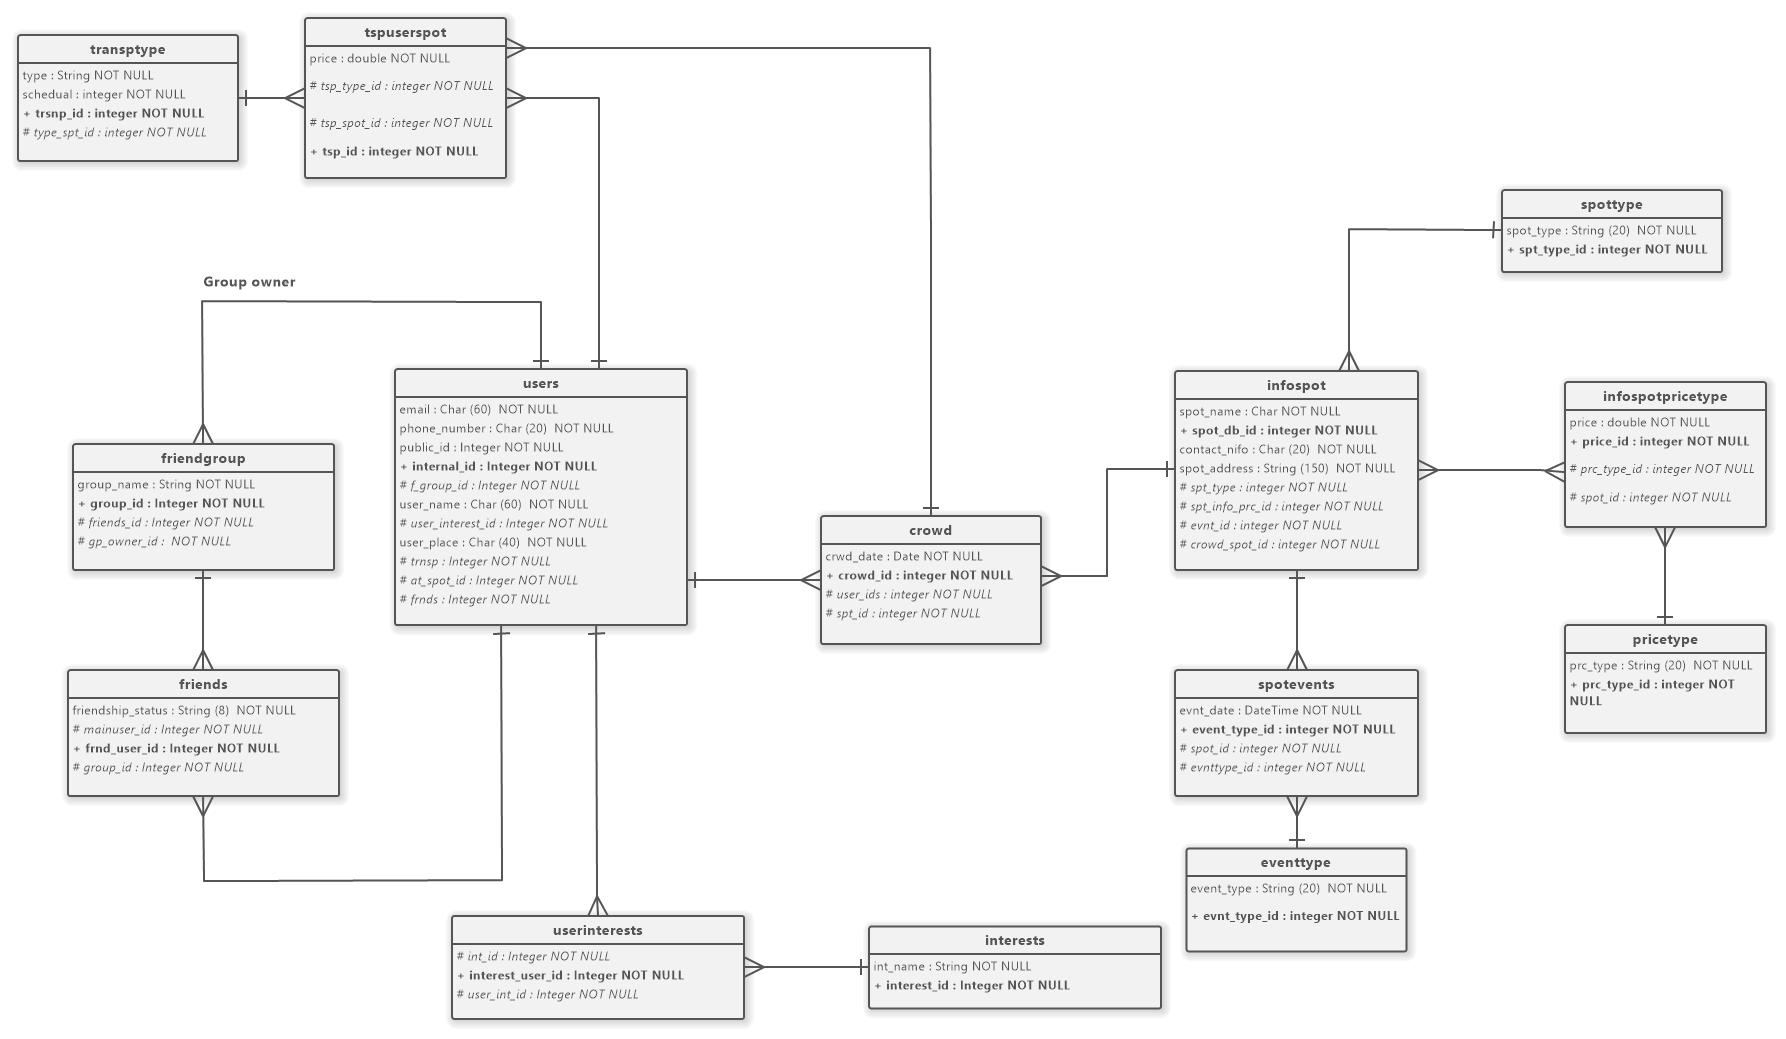 transptype
type : String NOT NULL
schedual : integer NOT NULL
+ trsnp_id : integer NOT NULL
# type_spt_id : integer NOT NULL
tspuserspot
price : double NOT NULL
# tsp_type_id : integer NOT NULL
# tsp_spot_id : integer NOT NULL
+ tsp_id : integer NOT NULL
spottype
spot_type : String (20)  NOT NULL
+ spt_type_id : integer NOT NULL
Group owner
users
email : Char (60)  NOT NULL
phone_number : Char (20)  NOT NULL
public_id : Integer NOT NULL
+ internal_id : Integer NOT NULL
# f_group_id : Integer NOT NULL
user_name : Char (60)  NOT NULL
# user_interest_id : Integer NOT NULL
user_place : Char (40)  NOT NULL
# trnsp : Integer NOT NULL
# at_spot_id : Integer NOT NULL
# frnds : Integer NOT NULL
infospot
spot_name : Char NOT NULL
+ spot_db_id : integer NOT NULL
contact_nifo : Char (20)  NOT NULL
spot_address : String (150)  NOT NULL
# spt_type : integer NOT NULL
# spt_info_prc_id : integer NOT NULL
# evnt_id : integer NOT NULL
# crowd_spot_id : integer NOT NULL
infospotpricetype
price : double NOT NULL
+ price_id : integer NOT NULL
# prc_type_id : integer NOT NULL
# spot_id : integer NOT NULL
friendgroup
group_name : String NOT NULL
+ group_id : Integer NOT NULL
# friends_id : Integer NOT NULL
# gp_owner_id :  NOT NULL
crowd
crwd_date : Date NOT NULL
+ crowd_id : integer NOT NULL
# user_ids : integer NOT NULL
# spt_id : integer NOT NULL
pricetype
prc_type : String (20)  NOT NULL
+ prc_type_id : integer NOT
NULL
friends
friendship_status : String (8)  NOT NULL
# mainuser_id : Integer NOT NULL
+ frnd_user_id : Integer NOT NULL
# group_id : Integer NOT NULL
spotevents
evnt_date : DateTime NOT NULL
+ event_type_id : integer NOT NULL
# spot_id : integer NOT NULL
# evnttype_id : integer NOT NULL
eventtype
event_type : String (20)  NOT NULL
+ evnt_type_id : integer NOT NULL
userinterests
# int_id : Integer NOT NULL
+ interest_user_id : Integer NOT NULL
# user_int_id : Integer NOT NULL
interests
int_name : String NOT NULL
+ interest_id : Integer NOT NULL